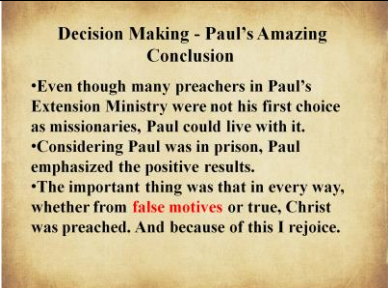 Decision Making - Paul's Amazing
Conclusion
•Even though many preachers in Paul's
Extension Ministry were not his first choice
as missionaries, Paul could live with it.
•Considering Paul was in prison, Paul
emphasized the positive results.
•The important thing was that in every way,
whether from false motives or true, Christ
was preached. And because of this I rejoice.